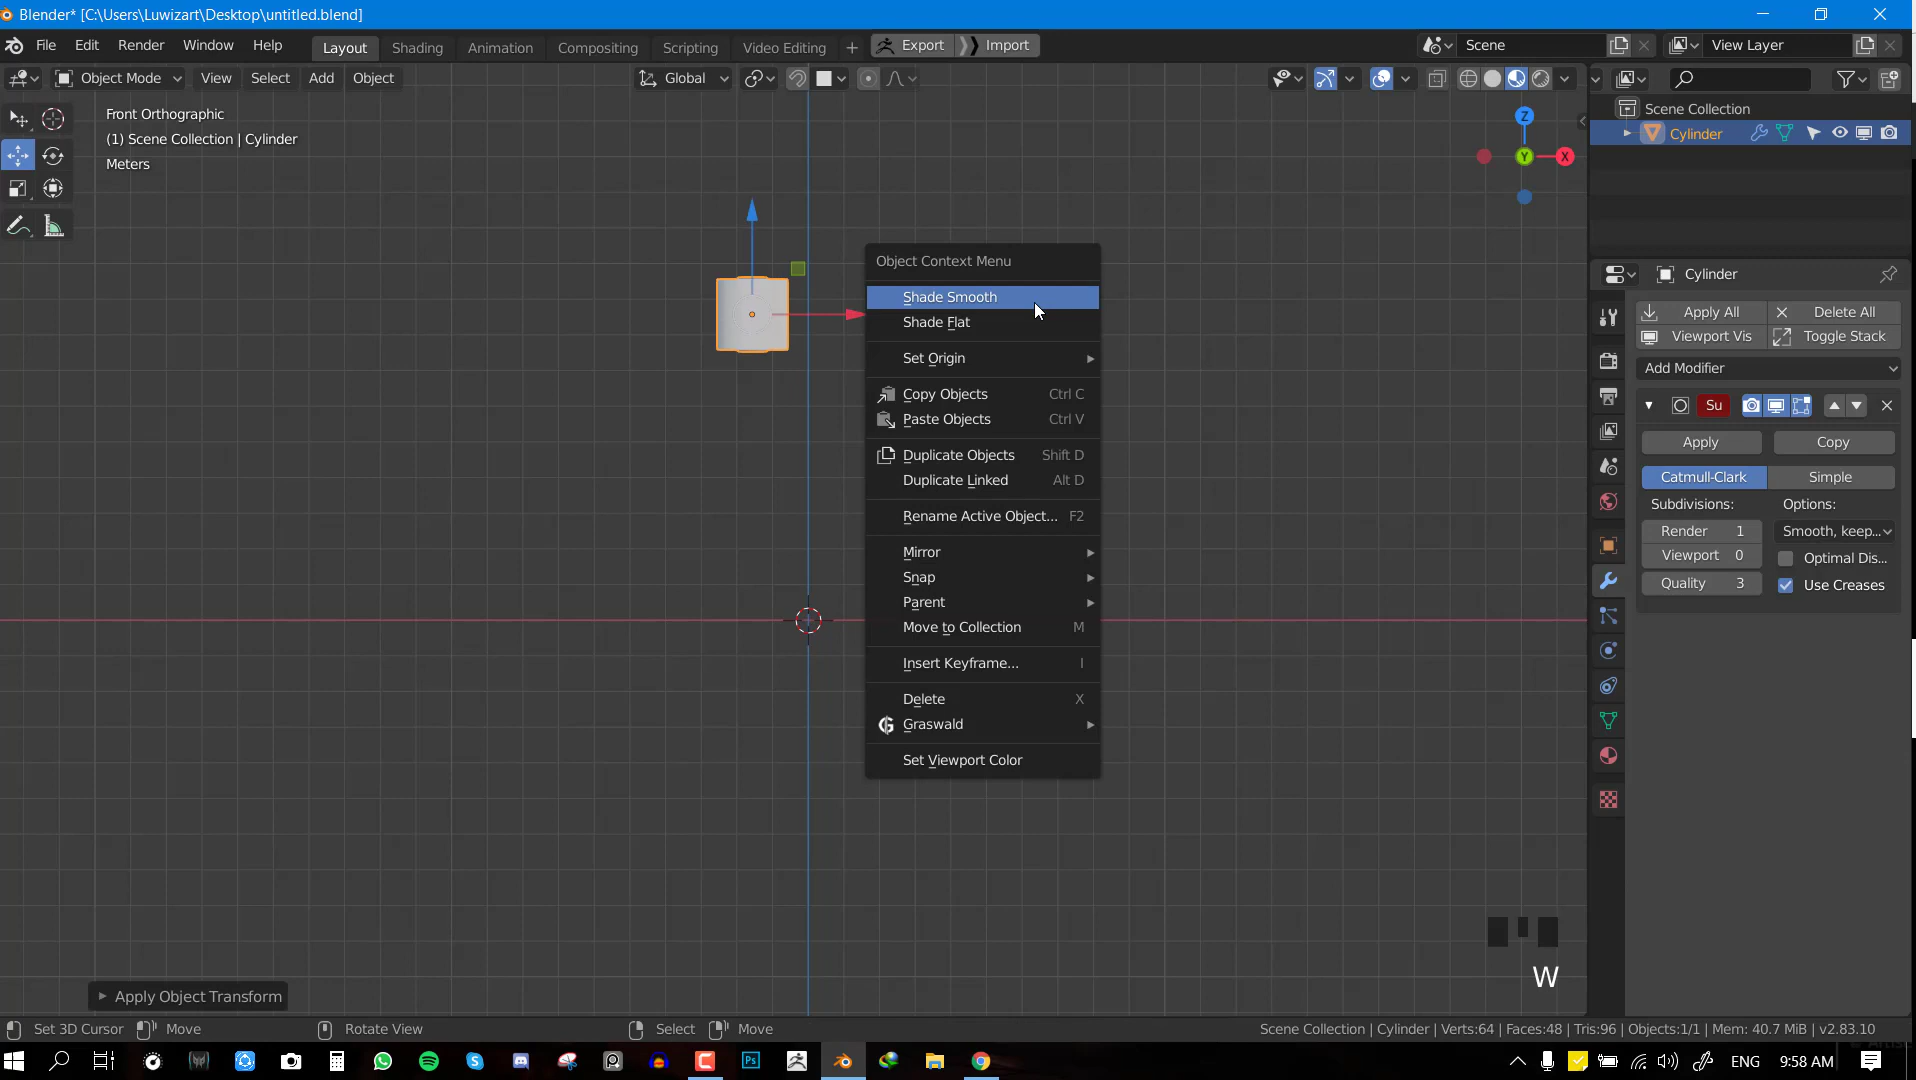 Blender* [C:\Users\Luwizart\Desktop\untitled.blend]
File Edit Render Window Help Layout Shading Animation Compositing Scripting Video Editing + Export Import Scene View Layer
Object Mode View Select Add Object Global
Front Orthographic
(1) Scene Collection | Cylinder
Meters
Z
Y
X
Scene Collection
Cylinder
Cylinder
Apply All
Delete All
Viewport Vis
Toggle Stack
Add Modifier
Su
Apply
Copy
Catmull-Clark
Simple
Subdivisions:
Options:
Render 1
Smooth, keep...
Viewport 0
Optimal Dis...
Quality 3
Use Creases
Object Context Menu
Shade Smooth
Shade Flat
Set Origin
Copy Objects Ctrl C
Paste Objects Ctrl V
Duplicate Objects Shift D
Duplicate Linked Alt D
Rename Active Object... F2
Mirror
Snap
Parent
Move to Collection M
Insert Keyframe... I
Delete X
Graswald
Set Viewport Color
W
Apply Object Transform
Set 3D Cursor Move Rotate View Select Move Scene Collection | Cylinder | Verts:64 | Faces:48 | Tris:96 | Objects:1/1 | Mem: 40.7 MiB | v2.83.10
Ps ENG 9:58 AM